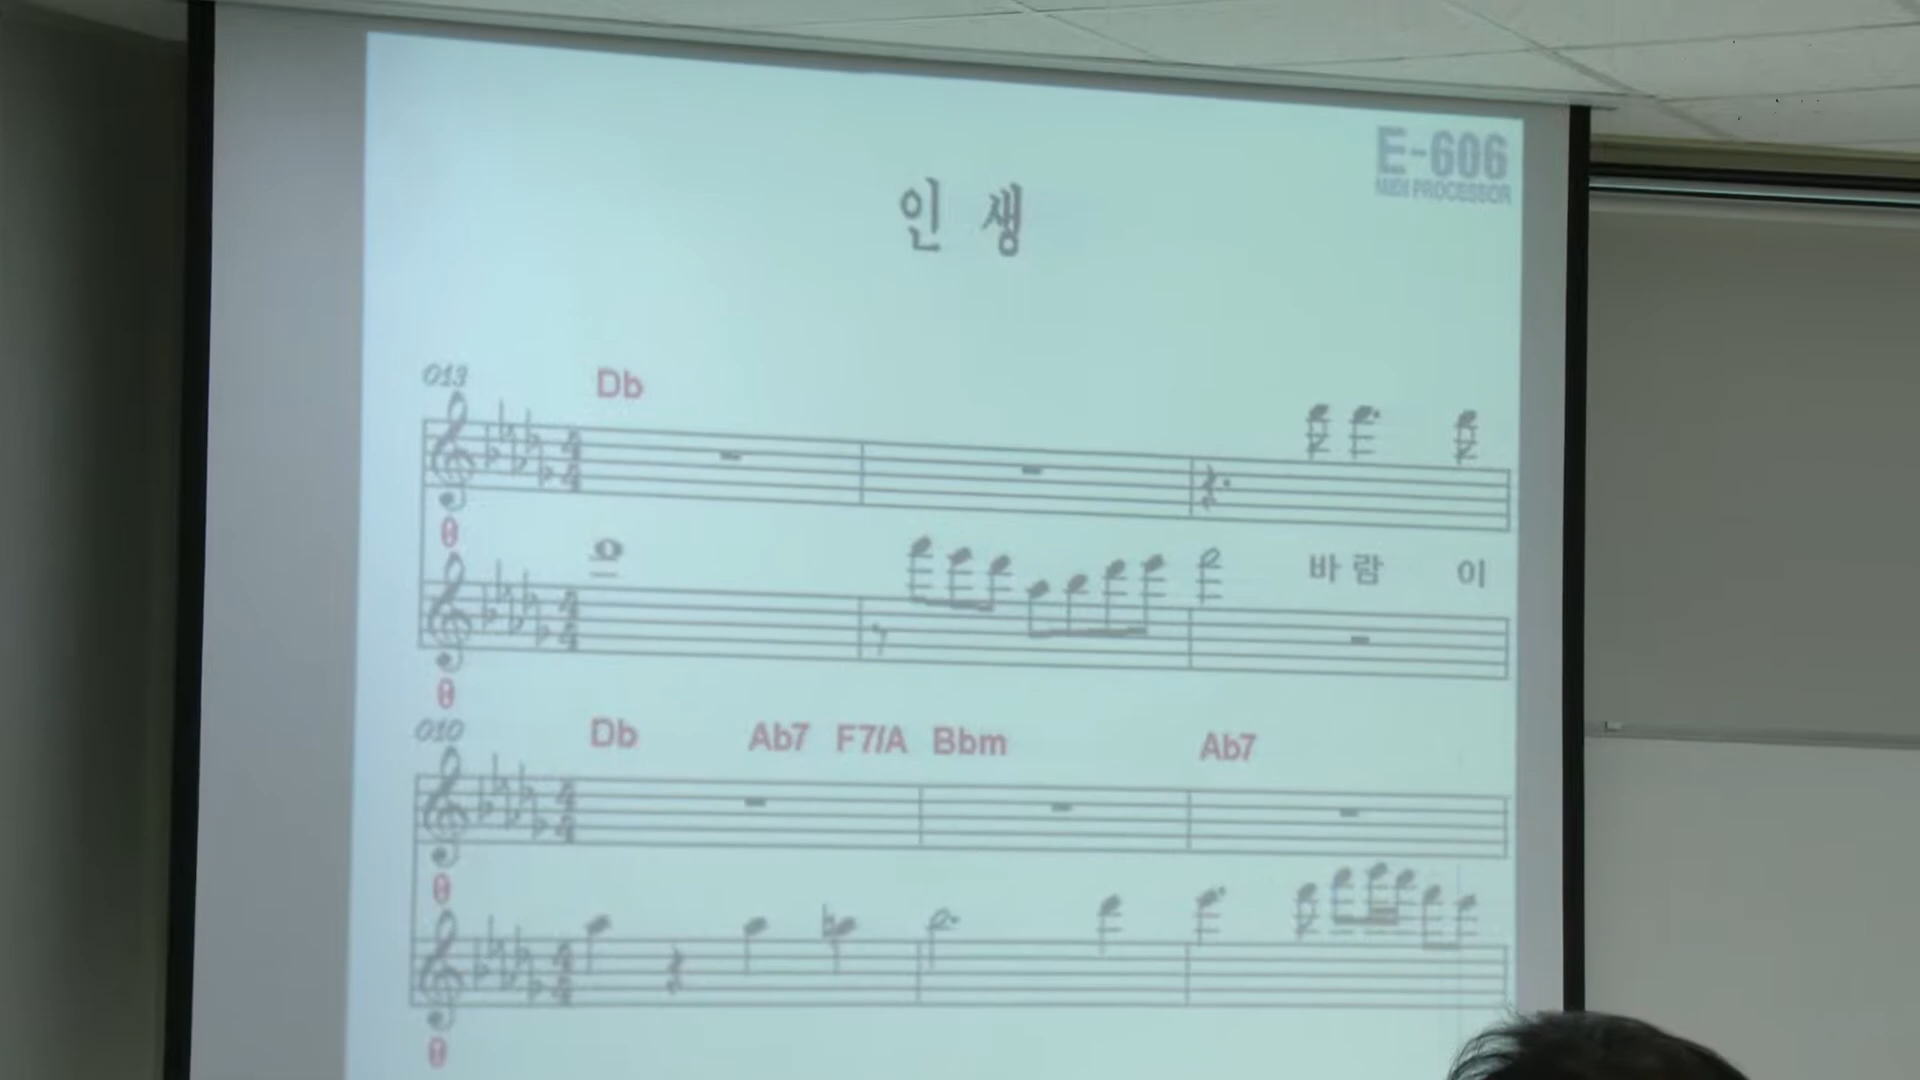 E-606
MIDI PROCESSOR
인 생
013
Db
바 람 이
010
Db Ab7 F7/A Bbm Ab7